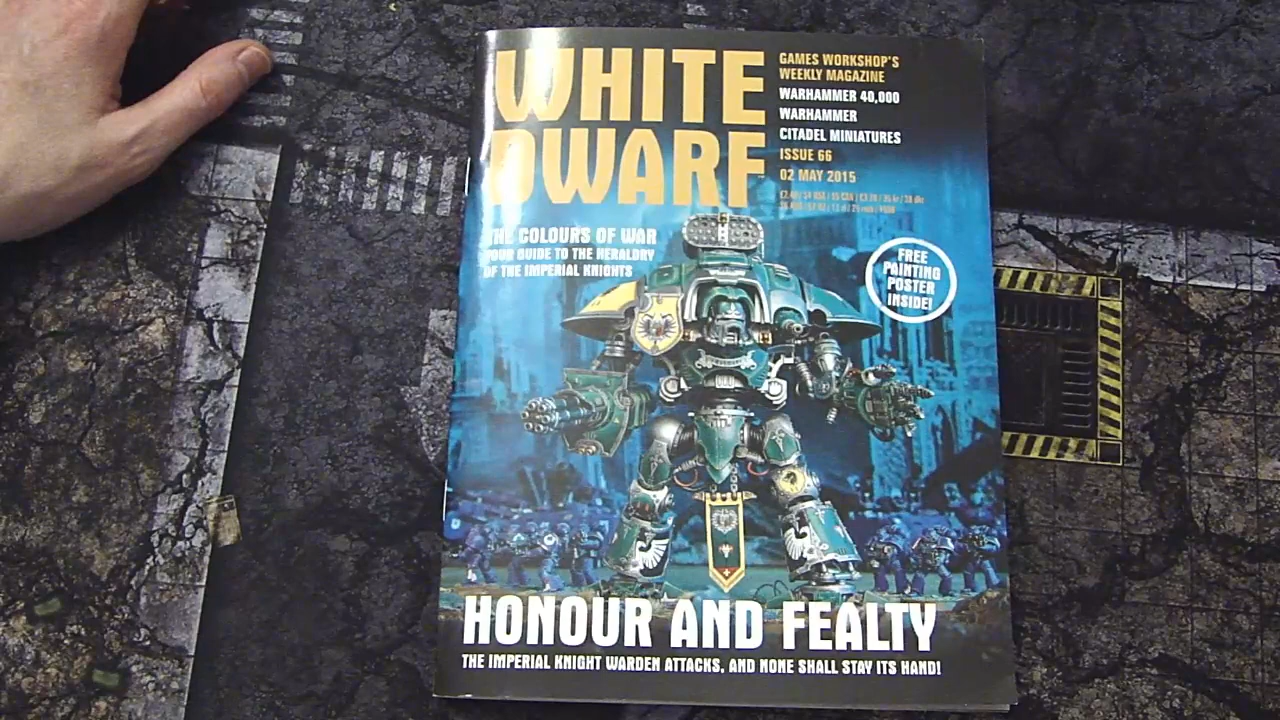 WHITE
DWARF
GAMES WORKSHOP'S
WEEKLY MAGAZINE
WARHAMMER 40,000
WARHAMMER
CITADEL MINIATURES
ISSUE 66
02 MAY 2015
THE COLOURS OF WAR
YOUR GUIDE TO THE HERALDRY
OF THE IMPERIAL KNIGHTS
FREE
PAINTING
POSTER
INSIDE!
HONOUR AND FEALTY
THE IMPERIAL KNIGHT WARDEN ATTACKS, AND NONE SHALL STAY ITS HAND!